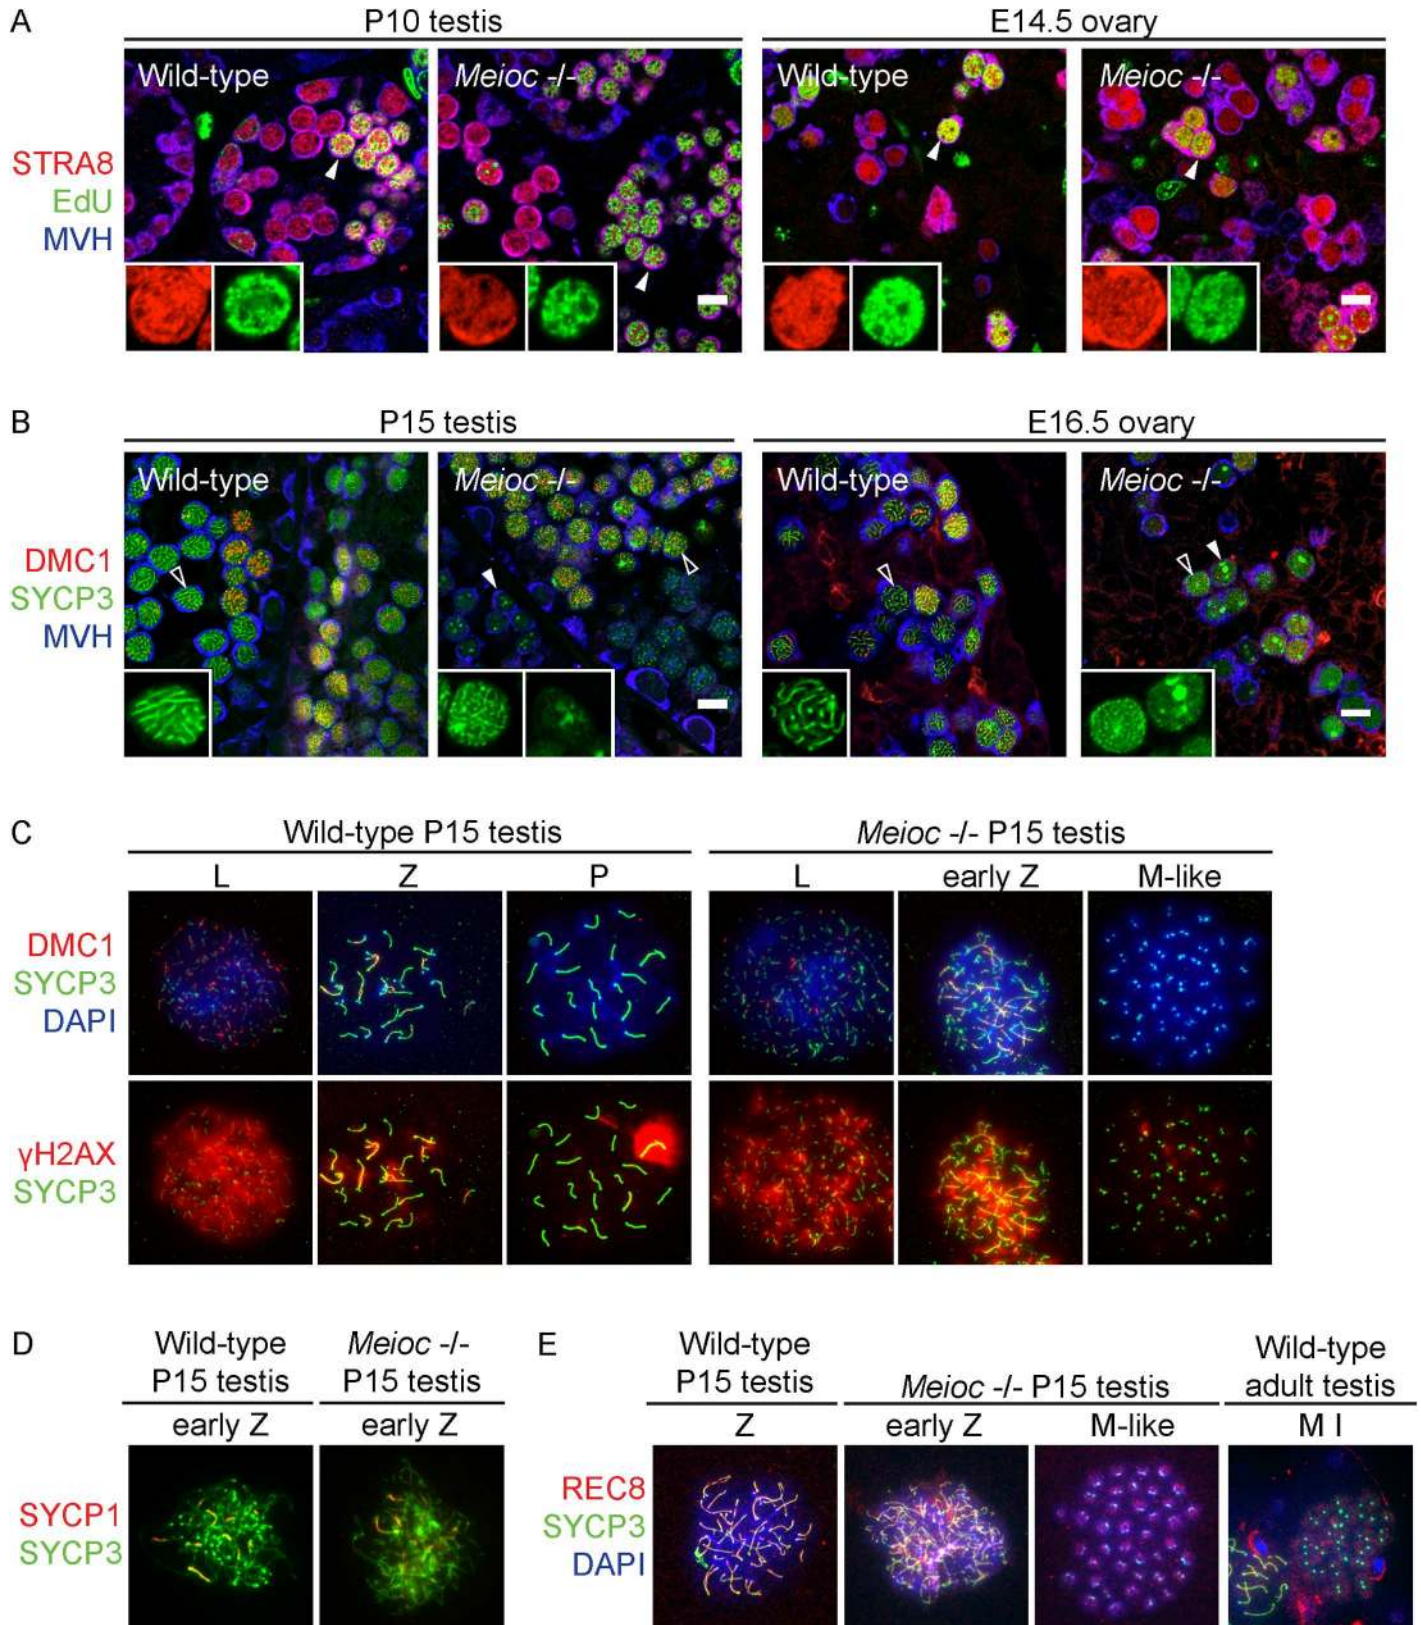 A
P10 testis
E14.5 ovary
Wild-type
Meioc -/-
Wild-type
Meioc -/-
STRA8
EdU
MVH
B
P15 testis
E16.5 ovary
Wild-type
Meioc -/-
Wild-type
Meioc -/-
DMC1
SYCP3
MVH
C
Wild-type P15 testis
Meioc -/- P15 testis
L
Z
P
L
early Z
M-like
DMC1
SYCP3
DAPI
γH2AX
SYCP3
D
Wild-type
P15 testis
Meioc -/-
P15 testis
early Z
early Z
SYCP1
SYCP3
E
Wild-type
P15 testis
Meioc -/- P15 testis
Wild-type
adult testis
Z
early Z
M-like
M I
REC8
SYCP3
DAPI